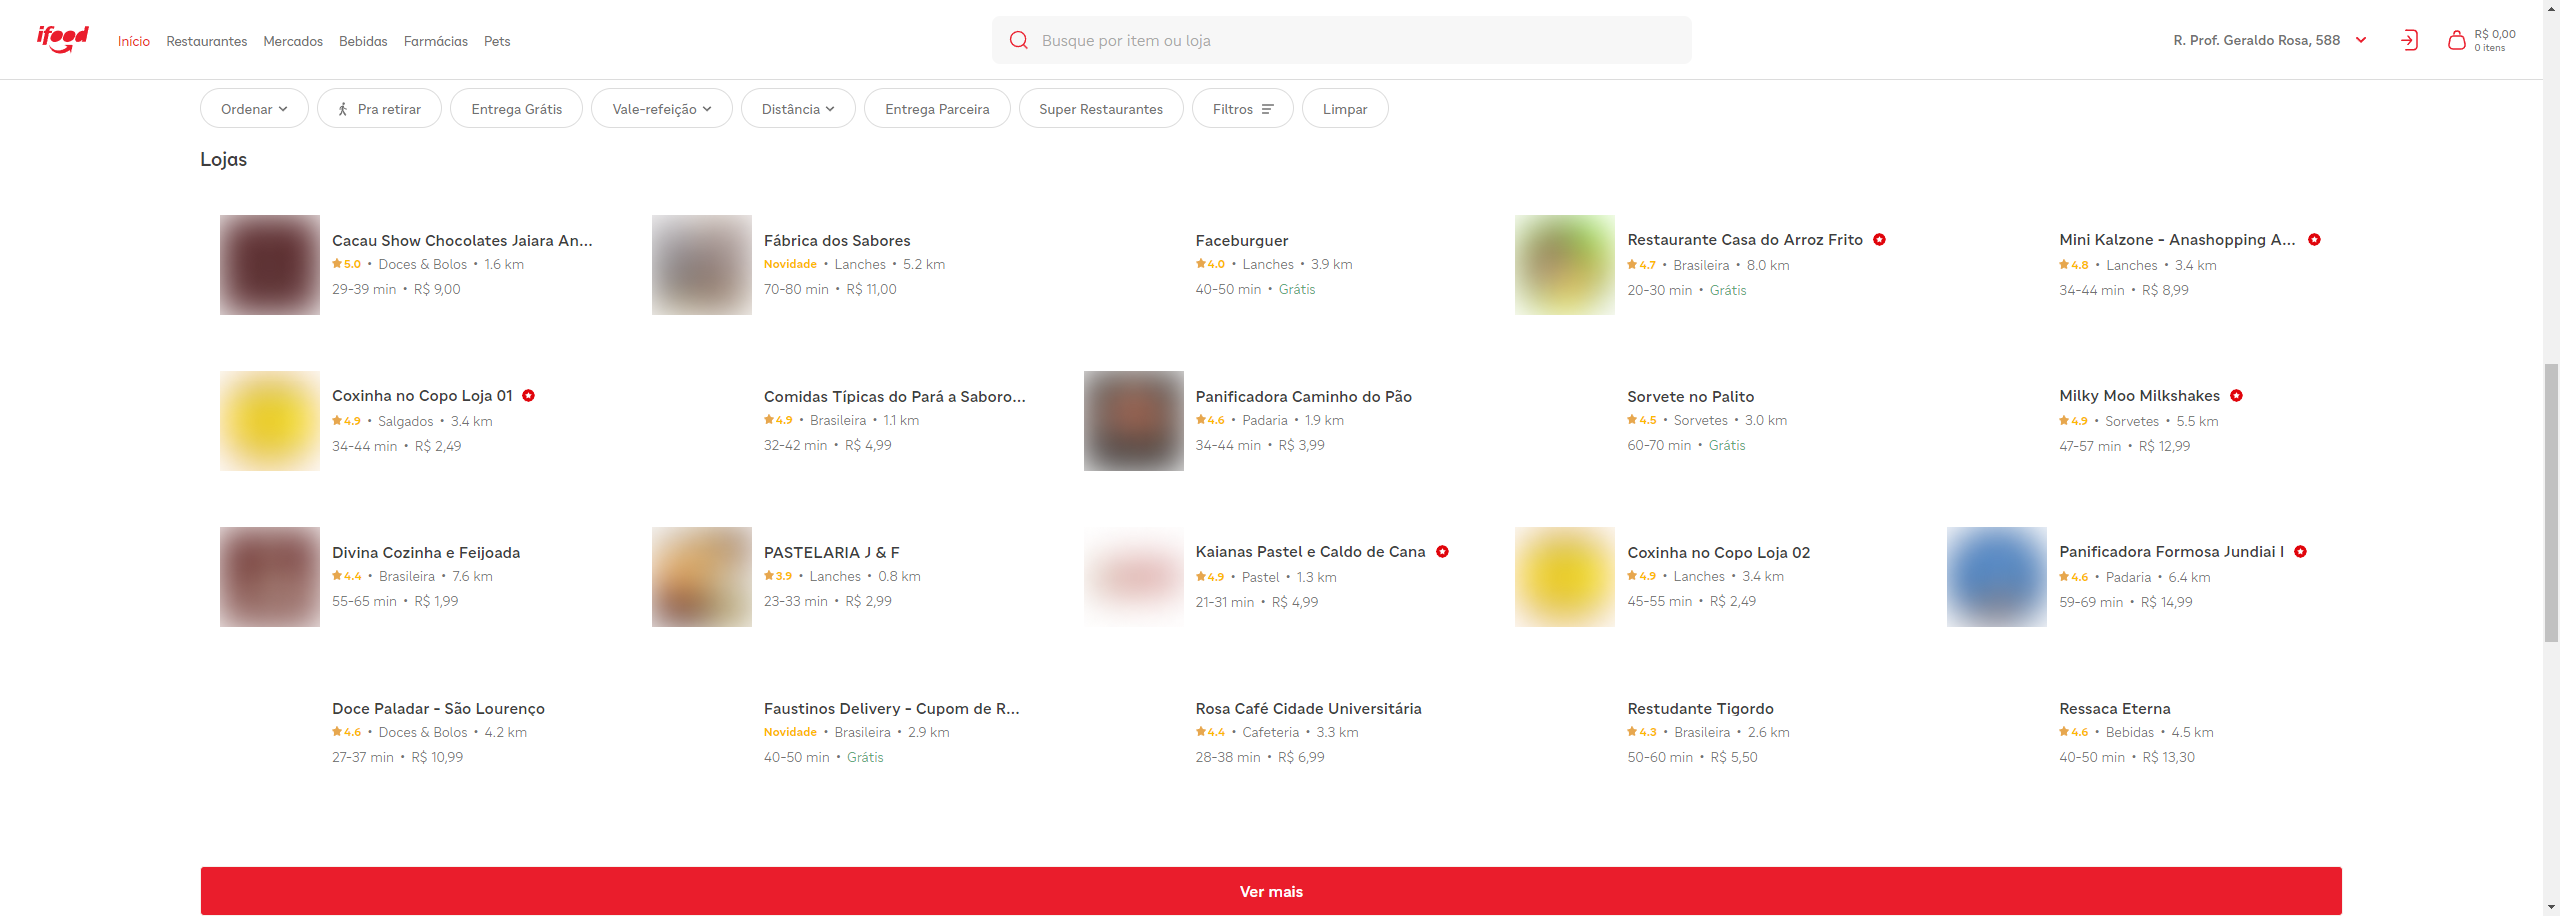 ifood
Início Restaurantes Mercados Bebidas Farmácias Pets
Busque por item ou loja
R. Prof. Geraldo Rosa, 588
R$ 0,00
0 itens
Ordenar Pra retirar Entrega Grátis Vale-refeição Distância Entrega Parceira Super Restaurantes Filtros Limpar
Lojas
Cacau Show Chocolates Jaiara An...
5.0 • Doces & Bolos • 1.6 km
29-39 min • R$ 9,00
Fábrica dos Sabores
Novidade • Lanches • 5.2 km
70-80 min • R$ 11,00
Faceburguer
4.0 • Lanches • 3.9 km
40-50 min • Grátis
Restaurante Casa do Arroz Frito
4.7 • Brasileira • 8.0 km
20-30 min • Grátis
Mini Kalzone - Anashopping A...
4.8 • Lanches • 3.4 km
34-44 min • R$ 8,99
Coxinha no Copo Loja 01
4.9 • Salgados • 3.4 km
34-44 min • R$ 2,49
Comidas Típicas do Pará a Saboro...
4.9 • Brasileira • 1.1 km
32-42 min • R$ 4,99
Panificadora Caminho do Pão
4.6 • Padaria • 1.9 km
34-44 min • R$ 3,99
Sorvete no Palito
4.5 • Sorvetes • 3.0 km
60-70 min • Grátis
Milky Moo Milkshakes
4.9 • Sorvetes • 5.5 km
47-57 min • R$ 12,99
Divina Cozinha e Feijoada
4.4 • Brasileira • 7.6 km
55-65 min • R$ 1,99
PASTELARIA J & F
3.9 • Lanches • 0.8 km
23-33 min • R$ 2,99
Kaianas Pastel e Caldo de Cana
4.9 • Pastel • 1.3 km
21-31 min • R$ 4,99
Coxinha no Copo Loja 02
4.9 • Lanches • 3.4 km
45-55 min • R$ 2,49
Panificadora Formosa Jundiai I
4.6 • Padaria • 6.4 km
59-69 min • R$ 14,99
Doce Paladar - São Lourenço
4.6 • Doces & Bolos • 4.2 km
27-37 min • R$ 10,99
Faustinos Delivery - Cupom de R...
Novidade • Brasileira • 2.9 km
40-50 min • Grátis
Rosa Café Cidade Universitária
4.4 • Cafeteria • 3.3 km
28-38 min • R$ 6,99
Restudante Tigordo
4.3 • Brasileira • 2.6 km
50-60 min • R$ 5,50
Ressaca Eterna
4.6 • Bebidas • 4.5 km
40-50 min • R$ 13,30
Ver mais